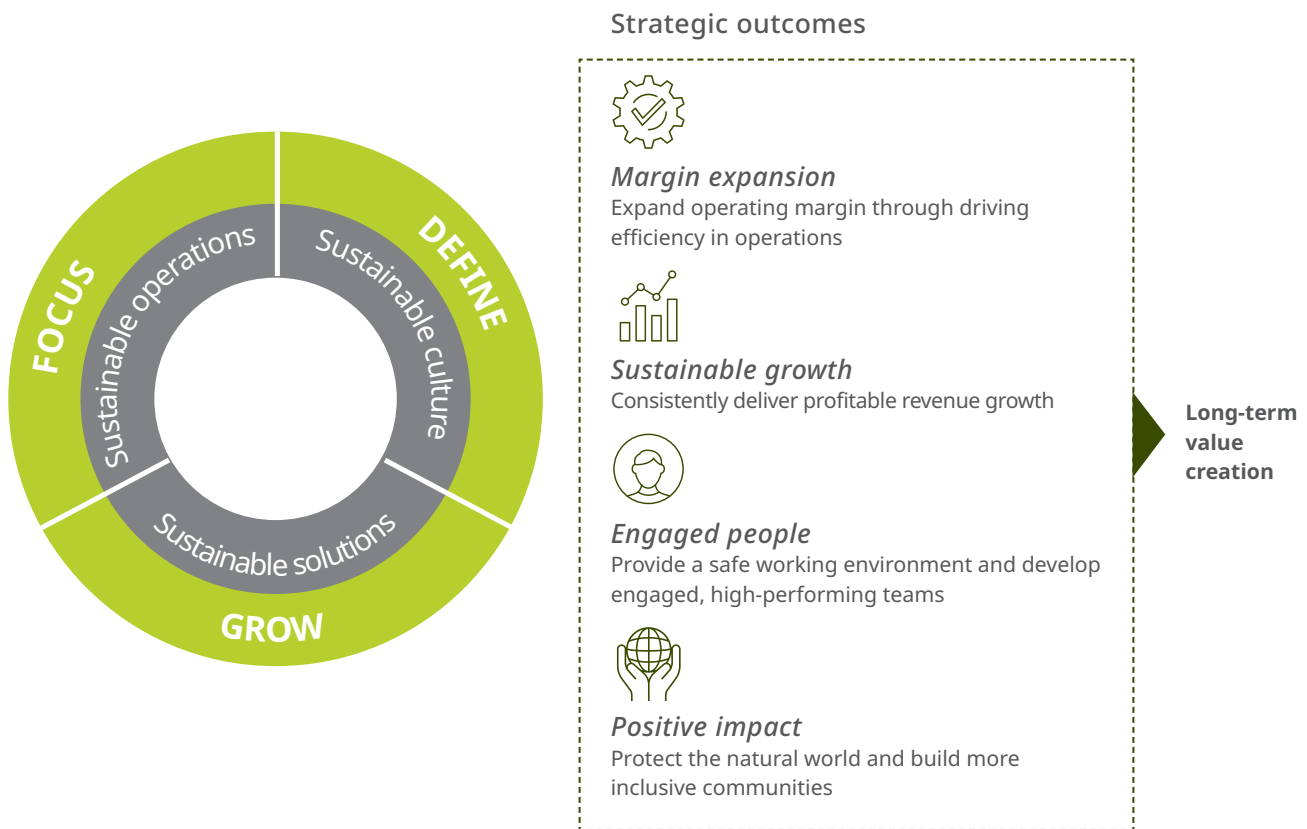 Strategic outcomes
FOCUS
Sustainable operations
DEFINE
Sustainable culture
GROW
Sustainable solutions
Margin expansion
Expand operating margin through driving
efficiency in operations
Sustainable growth
Consistently deliver profitable revenue growth
Engaged people
Provide a safe working environment and develop
engaged, high-performing teams
Positive impact
Protect the natural world and build more
inclusive communities
Long-term
value
creation